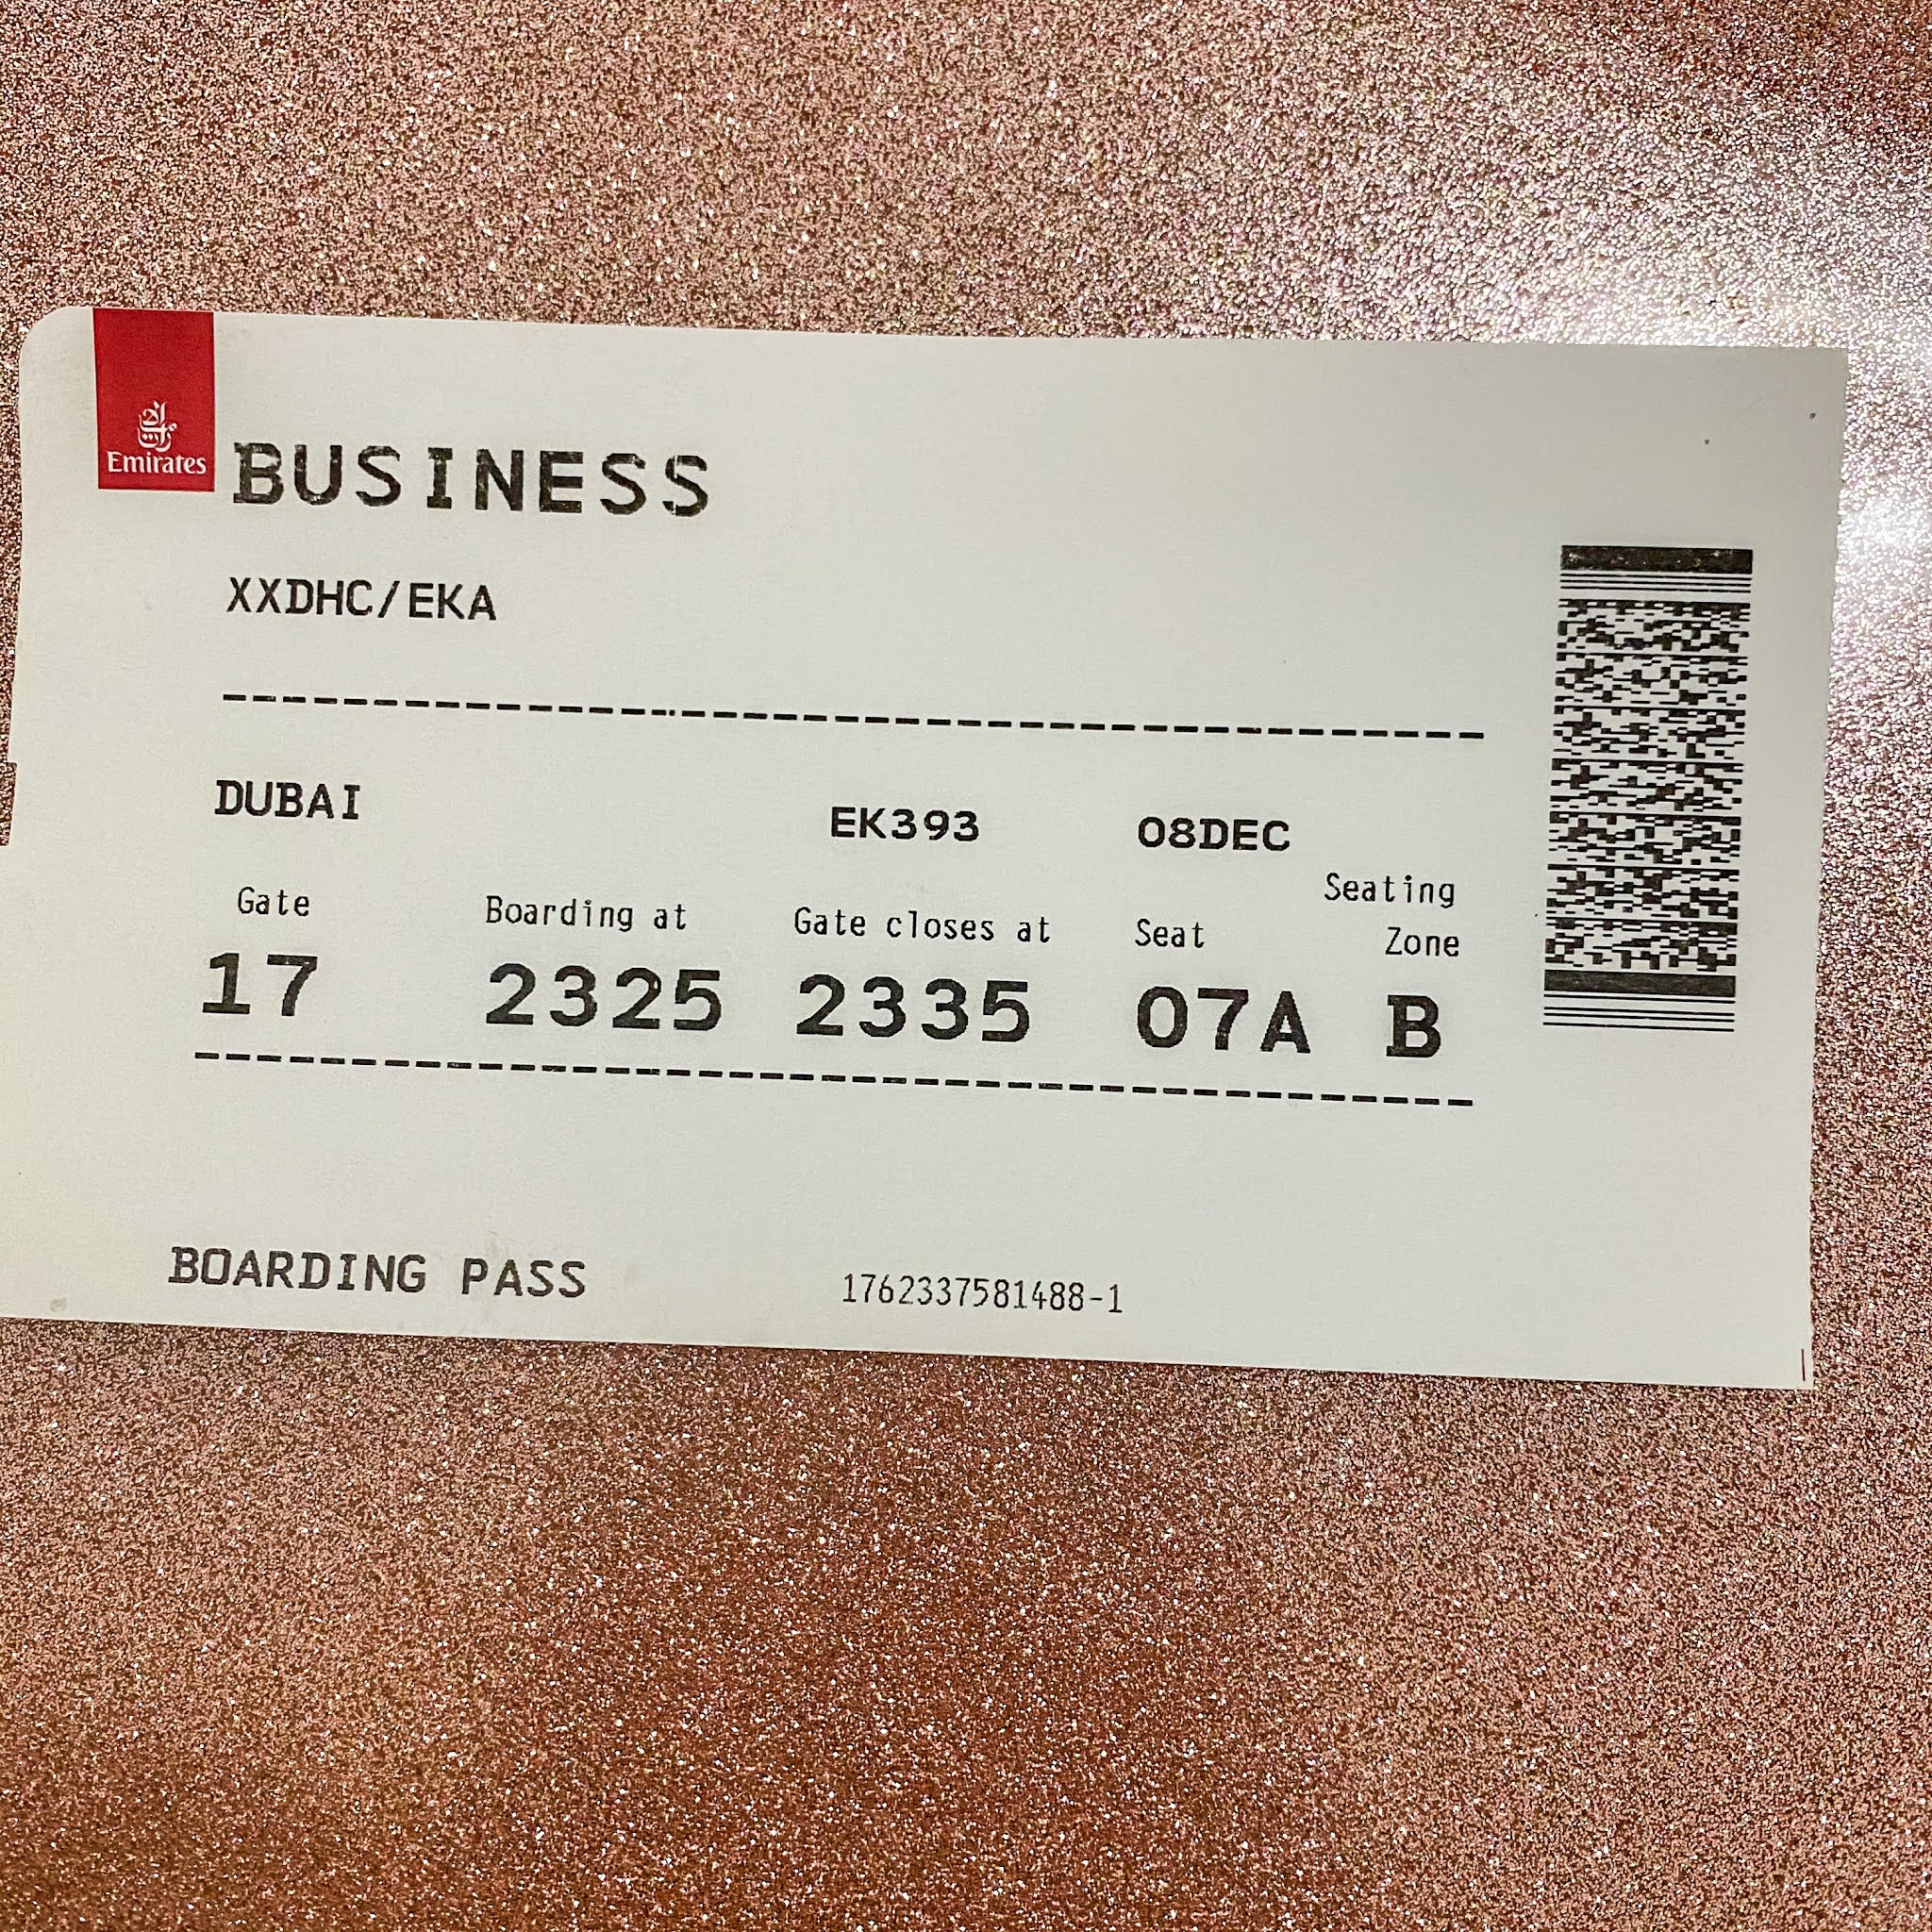 Emirates
BUSINESS
XXDHC/EKA
DUBAI EK393 08DEC
Gate Boarding at Gate closes at Seat Seating Zone
17 2325 2335 07A B
BOARDING PASS 1762337581488-1